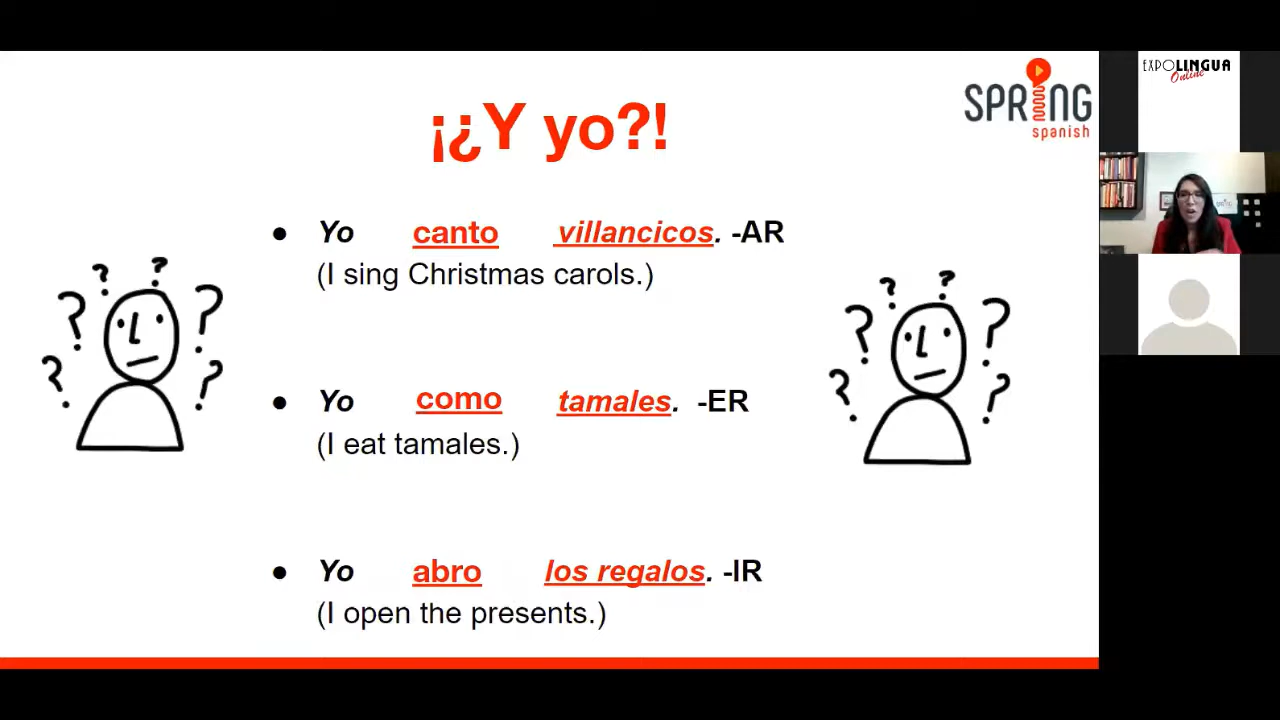 ¡¿Y yo?!
SPRING
spanish
EXPOLINGUA
Online
● Yo canto villancicos. -AR
(I sing Christmas carols.)
● Yo como tamales. -ER
(I eat tamales.)
● Yo abro los regalos. -IR
(I open the presents.)